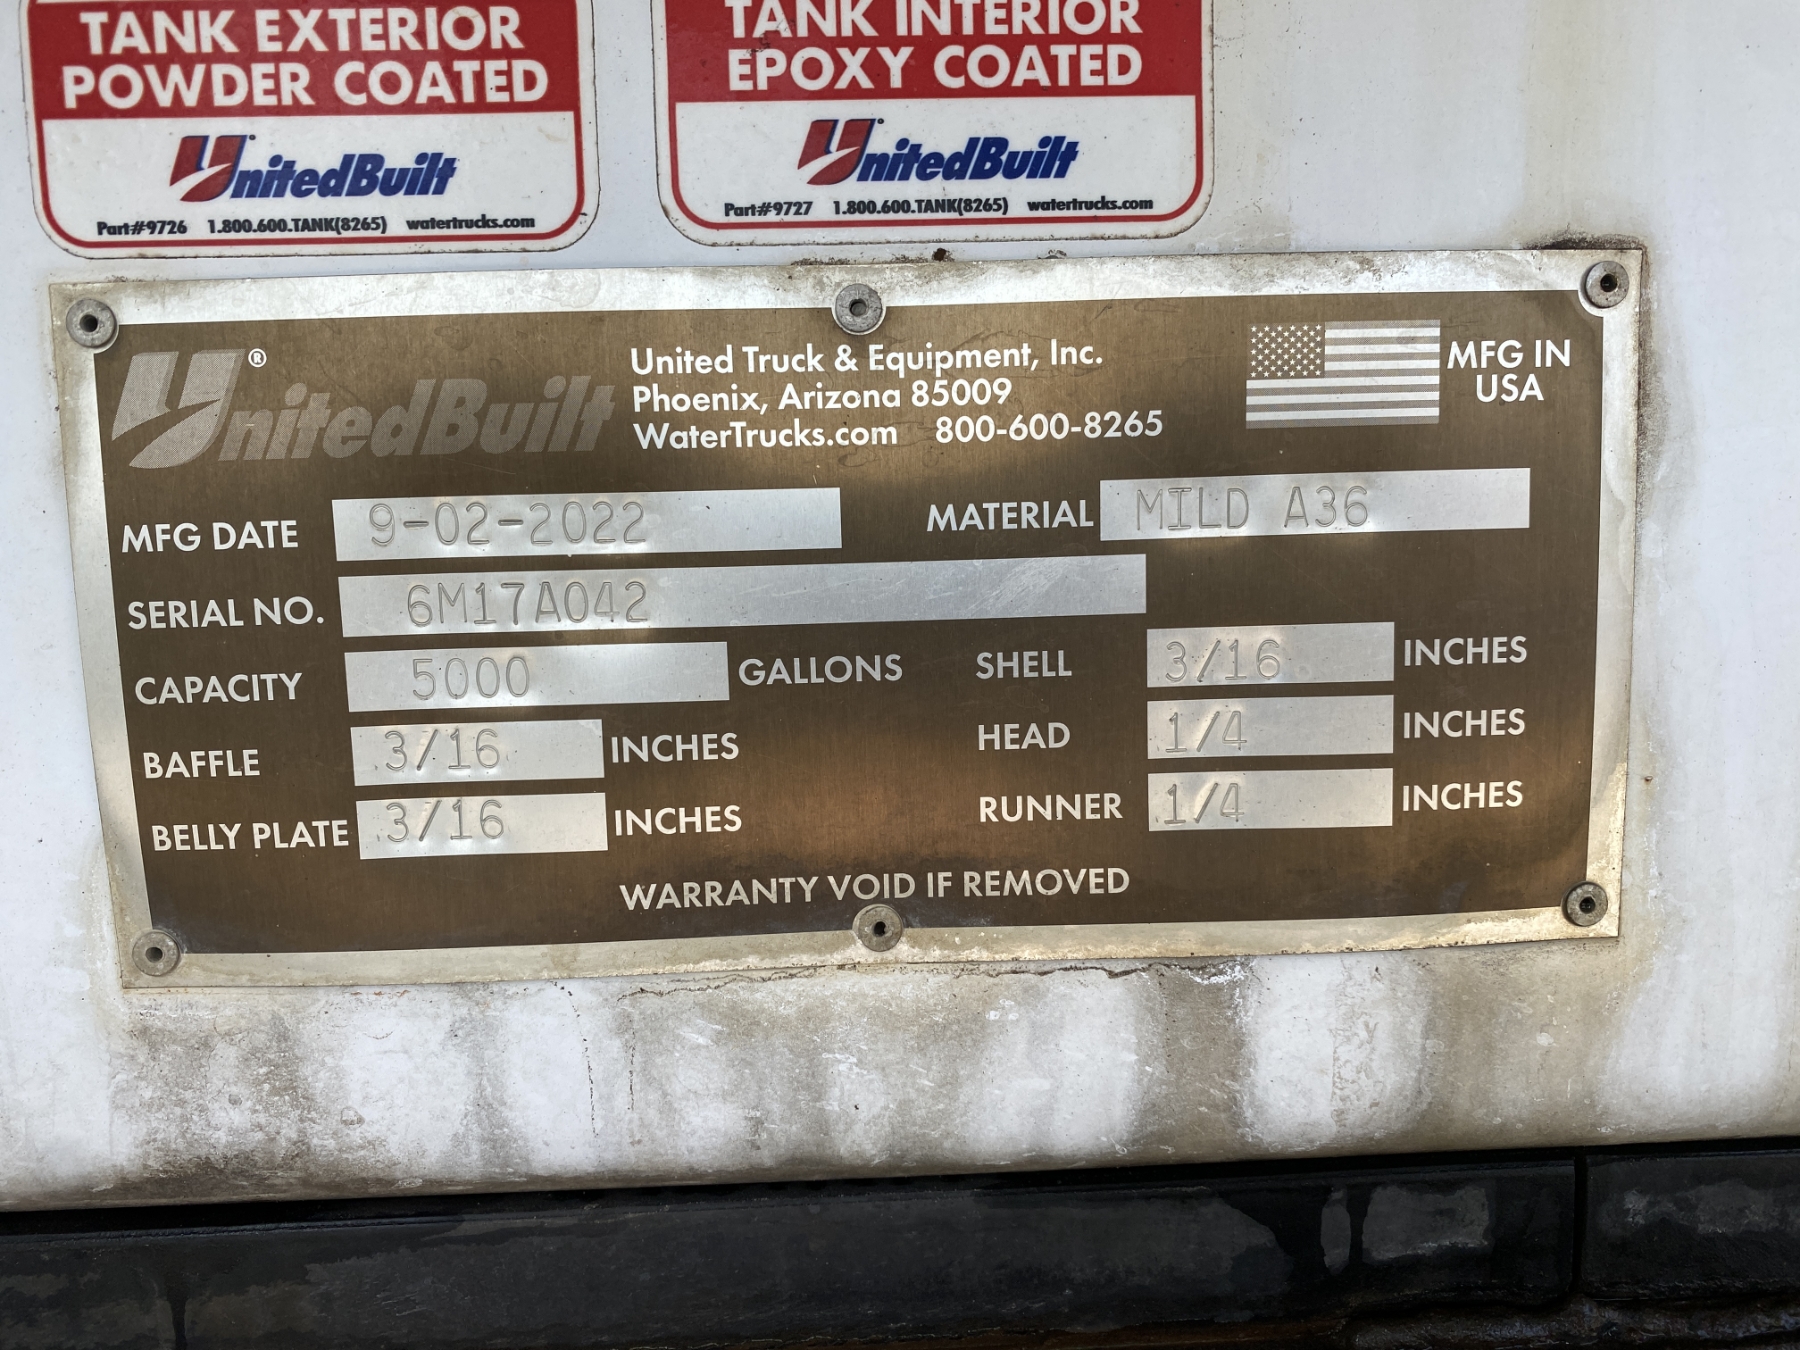 TANK EXTERIOR
POWDER COATED
UnitedBuilt
Part#9726 1.800.600.TANK(8265) watertrucks.com
TANK INTERIOR
EPOXY COATED
UnitedBuilt
Part#9727 1.800.600.TANK(8265) watertrucks.com
UnitedBuilt®
United Truck & Equipment, Inc.
Phoenix, Arizona 85009
WaterTrucks.com 800-600-8265
MFG IN
USA
MFG DATE 9-02-2022
MATERIAL MILD A36
SERIAL NO. 6M17A042
CAPACITY 5000 GALLONS
SHELL 3/16 INCHES
BAFFLE 3/16 INCHES
HEAD 1/4 INCHES
BELLY PLATE 3/16 INCHES
RUNNER 1/4 INCHES
WARRANTY VOID IF REMOVED